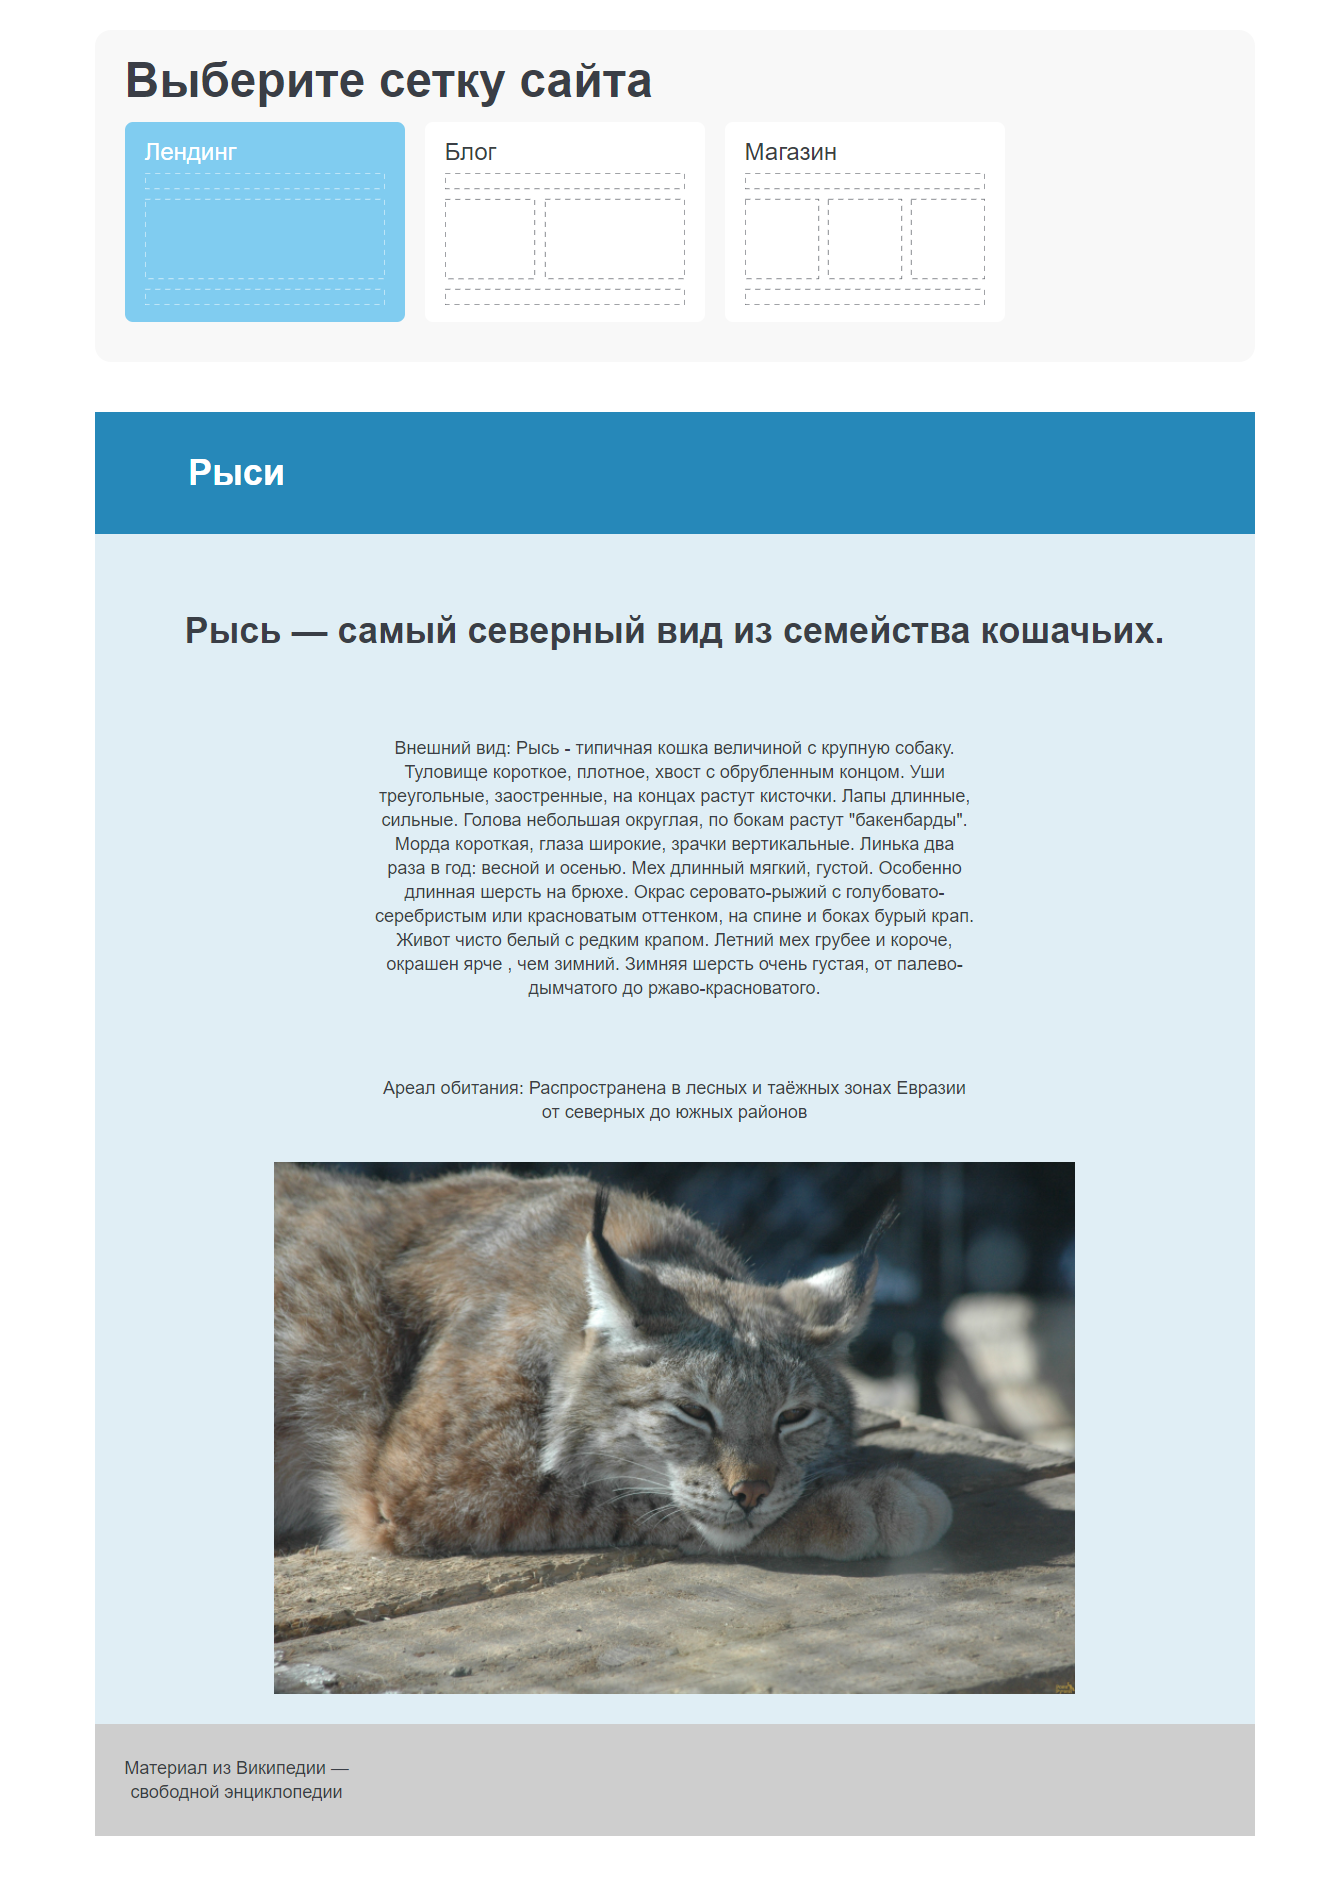 Выберите сетку сайта
Лендинг
Блог
Магазин
Рыси
Рысь — самый северный вид из семейства кошачьих.
Внешний вид: Рысь - типичная кошка величиной с крупную собаку.
Туловище короткое, плотное, хвост с обрубленным концом. Уши
треугольные, заостренные, на концах растут кисточки. Лапы длинные,
сильные. Голова небольшая округлая, по бокам растут "бакенбарды".
Морда короткая, глаза широкие, зрачки вертикальные. Линька два
раза в год: весной и осенью. Мех длинный мягкий, густой. Особенно
длинная шерсть на брюхе. Окрас серовато-рыжий с голубовато-
серебристым или красноватым оттенком, на спине и боках бурый крап.
Живот чисто белый с редким крапом. Летний мех грубее и короче,
окрашен ярче , чем зимний. Зимняя шерсть очень густая, от палево-
дымчатого до ржаво-красноватого.
Ареал обитания: Распространена в лесных и таёжных зонах Евразии
от северных до южных районов
Материал из Википедии —
свободной энциклопедии